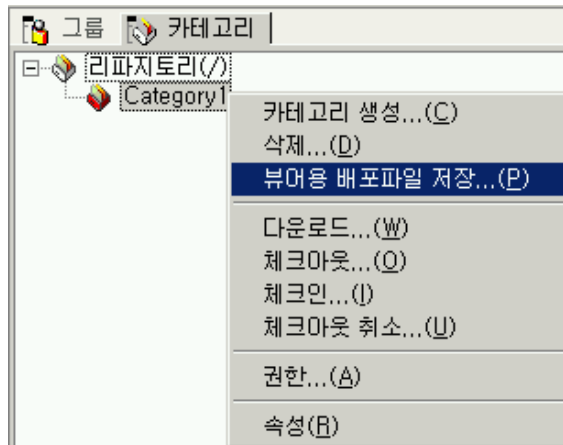 그룹 카테고리
리파지토리(/)
Category1
카테고리 생성...(C)
삭제...(D)
뷰어용 배포파일 저장...(P)
다운로드...(W)
체크아웃...(O)
체크인...(I)
체크아웃 취소...(U)
권한...(A)
속성(R)